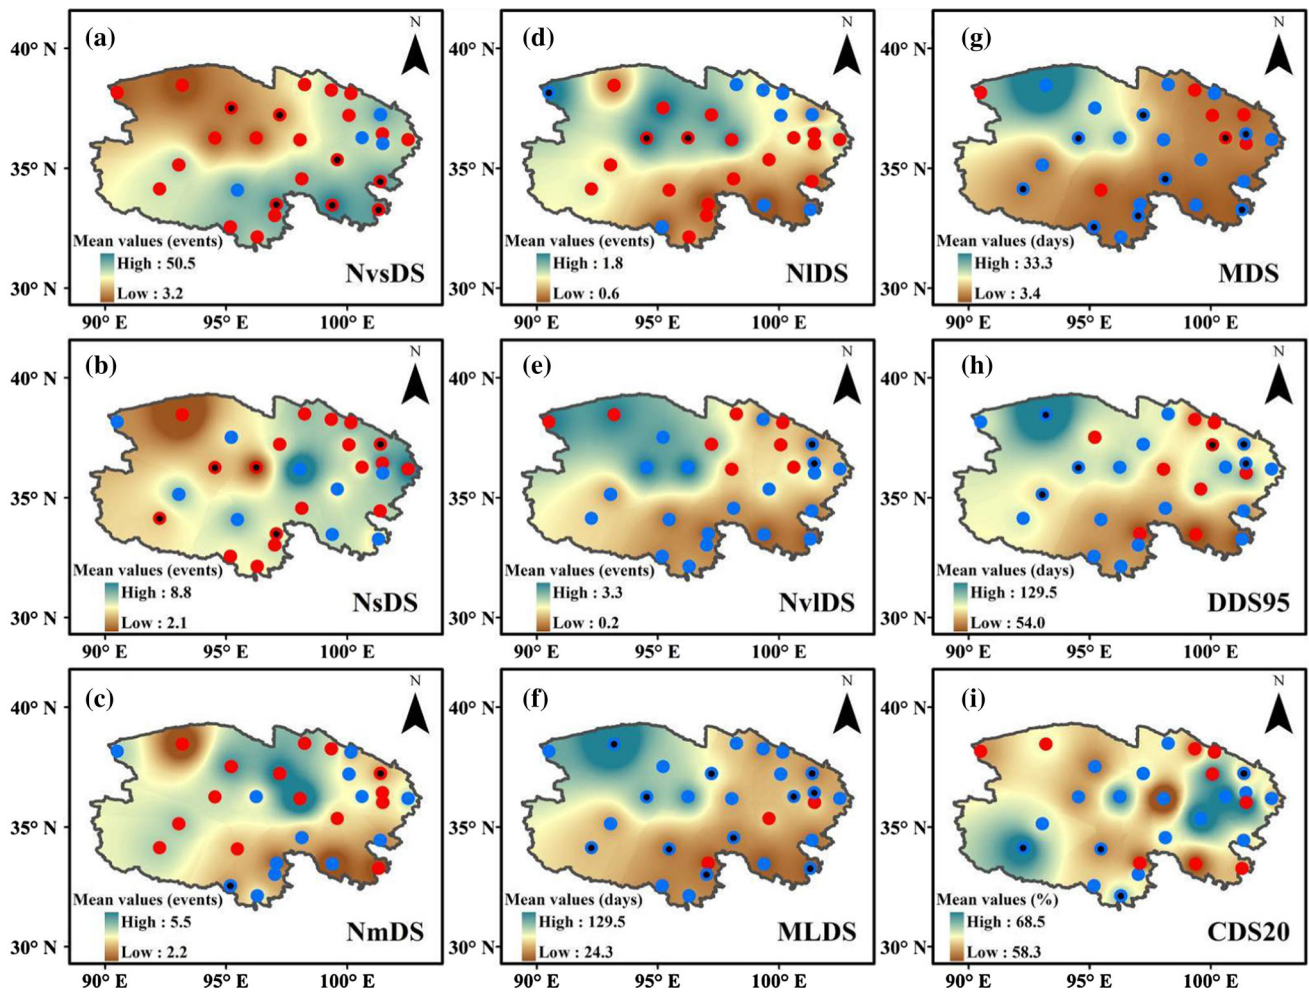 (a)
N
40° N
35° N
30° N
Mean values (events)
High : 50.5
Low : 3.2
NvsDS
90° E
95° E
100° E
(d)
N
40° N
35° N
30° N
Mean values (events)
High : 1.8
Low : 0.6
NlDS
90° E
95° E
100° E
(g)
N
40° N
35° N
30° N
Mean values (days)
High : 33.3
Low : 3.4
MDS
90° E
95° E
100° E
(b)
N
40° N
35° N
30° N
Mean values (events)
High : 8.8
Low : 2.1
NsDS
90° E
95° E
100° E
(e)
N
40° N
35° N
30° N
Mean values (events)
High : 3.3
Low : 0.2
NvlDS
90° E
95° E
100° E
(h)
N
40° N
35° N
30° N
Mean values (days)
High : 129.5
Low : 54.0
DDS95
90° E
95° E
100° E
(c)
N
40° N
35° N
30° N
Mean values (events)
High : 5.5
Low : 2.2
NmDS
90° E
95° E
100° E
(f)
N
40° N
35° N
30° N
Mean values (days)
High : 129.5
Low : 24.3
MLDS
90° E
95° E
100° E
(i)
N
40° N
35° N
30° N
Mean values (%)
High : 68.5
Low : 58.3
CDS20
90° E
95° E
100° E